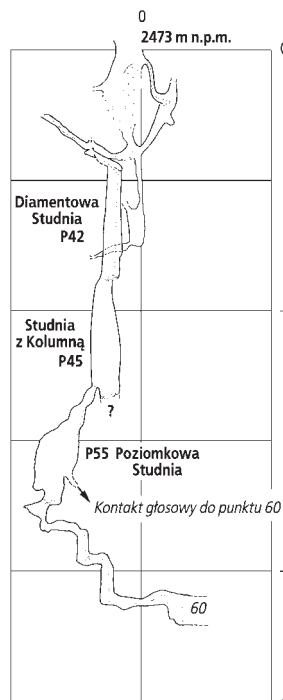 0
2473 m n.p.m.
Diamentowa
Studnia
P42
Studnia
z Kolumną
P45
?
P55 Poziomkowa
Studnia
Kontakt głosowy do punktu 60
60